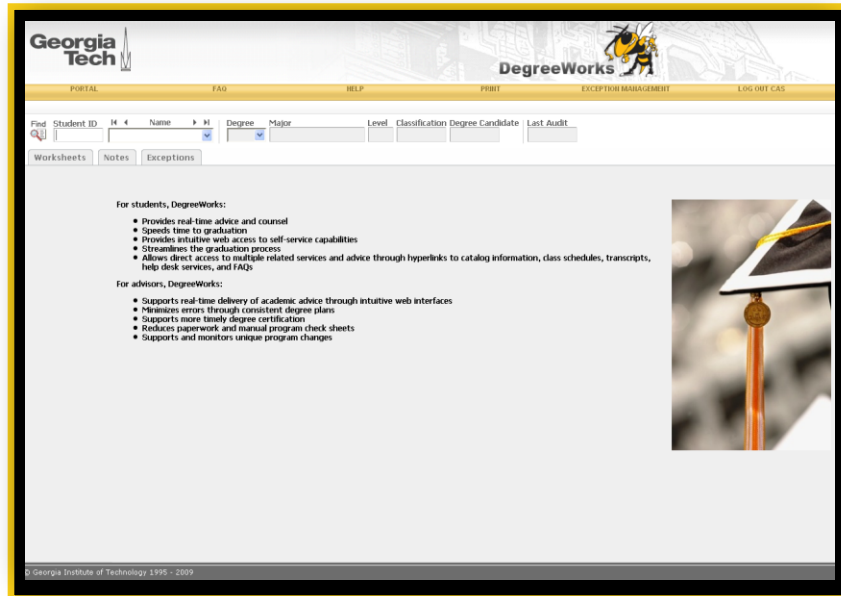 Georgia
Tech
DegreeWorks
PORTAL FAQ HELP PRINT EXCEPTION MANAGEMENT LOG OUT CAS
Find Student ID Name Degree Major Level Classification Degree Candidate Last Audit
Worksheets Notes Exceptions
For students, DegreeWorks:
• Provides real-time advice and counsel
• Speeds time to graduation
• Provides intuitive web access to self-service capabilities
• Streamlines the graduation process
• Allows direct access to multiple related services and advice through hyperlinks to catalog information, class schedules, transcripts,
help desk services, and FAQs
For advisors, DegreeWorks:
• Supports real-time delivery of academic advice through intuitive web interfaces
• Minimizes errors through consistent degree plans
• Supports more timely degree certification
• Reduces paperwork and manual program check sheets
• Supports and monitors unique program changes
© Georgia Institute of Technology 1995 - 2009